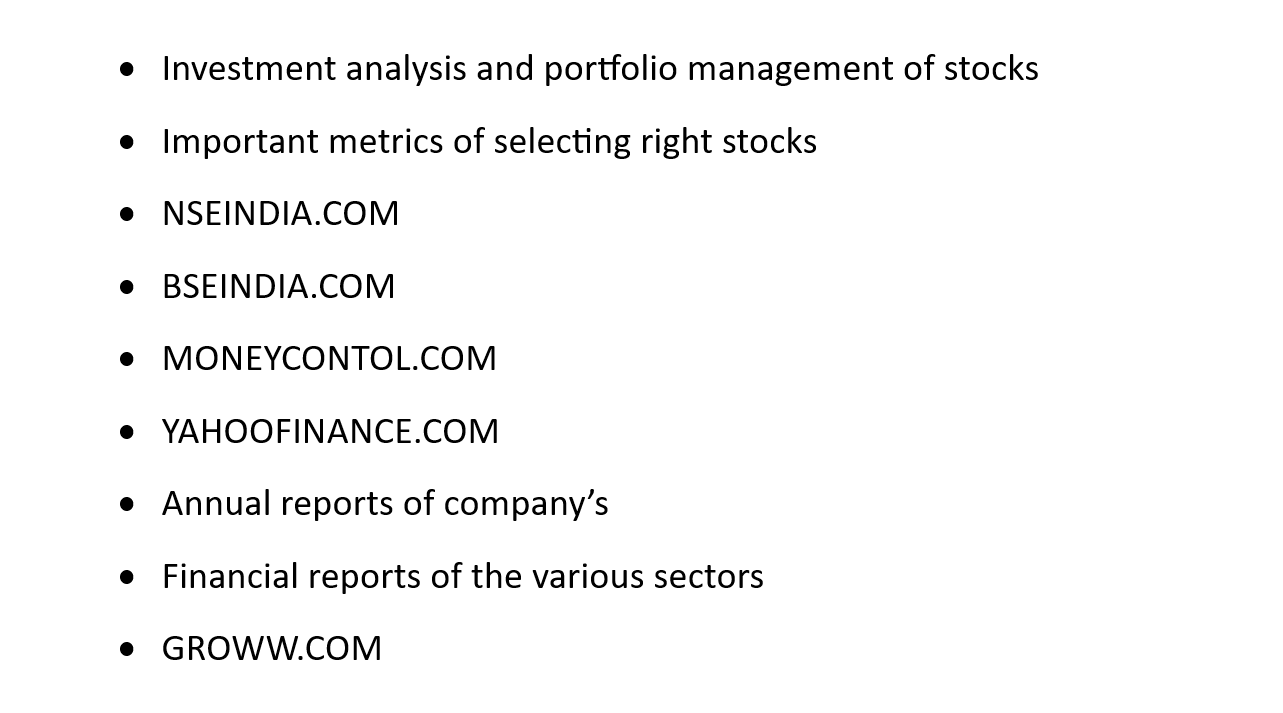 • Investment analysis and portfolio management of stocks
• Important metrics of selecting right stocks
• NSEINDIA.COM
• BSEINDIA.COM
• MONEYCONTOL.COM
• YAHOOFINANCE.COM
• Annual reports of company’s
• Financial reports of the various sectors
• GROWW.COM